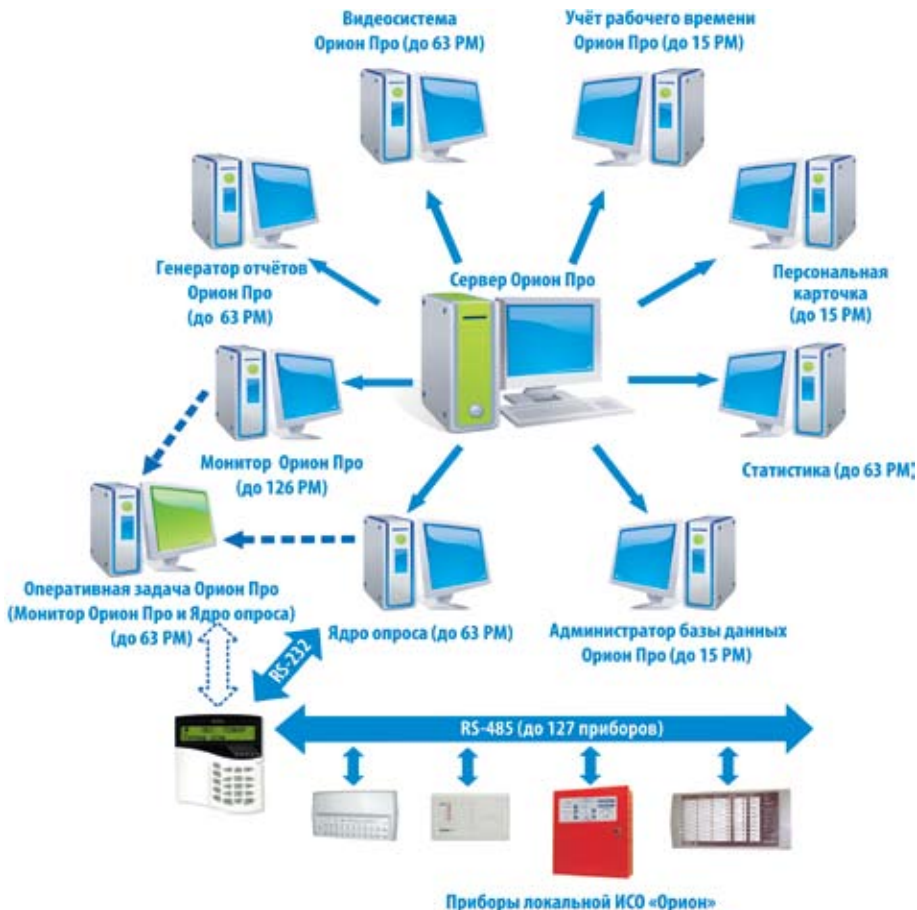 Видеосистема
Орион Про (до 63 РМ)
Учёт рабочего времени
Орион Про (до 15 РМ)
Генератор отчётов
Орион Про
(до 63 РМ)
Сервер Орион Про
Персональная
карточка
(до 15 РМ)
Монитор Орион Про
(до 126 РМ)
Статистика (до 63 РМ)
Оперативная задача Орион Про
(Монитор Орион Про и Ядро опроса)
(до 63 РМ)
Ядро опроса (до 63 РМ)
Администратор базы данных
Орион Про (до 15 РМ)
RS-232
RS-485 (до 127 приборов)
Приборы локальной ИСО «Орион»